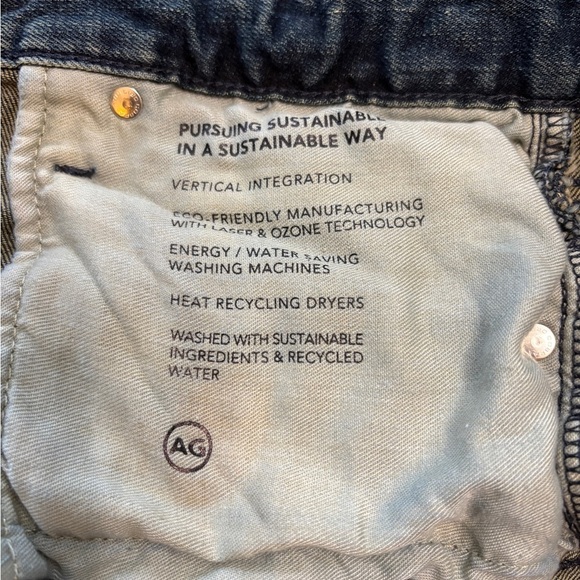 PURSUING SUSTAINABL
IN A SUSTAINABLE WAY
VERTICAL INTEGRATION
ECO-FRIENDLY MANUFACTURING
WITH LASER & OZONE TECHNOLOGY
ENERGY / WATER SAVING
WASHING MACHINES
HEAT RECYCLING DRYERS
WASHED WITH SUSTAINABLE
INGREDIENTS & RECYCLED
WATER
AG